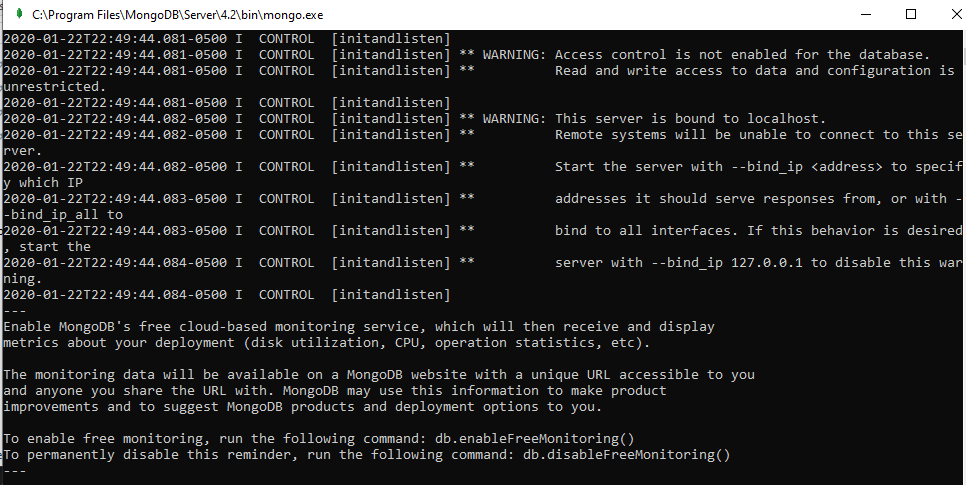 C:\Program Files\MongoDB\Server\4.2\bin\mongo.exe
2020-01-22T22:49:44.081-0500 I  CONTROL  [initandlisten]
2020-01-22T22:49:44.081-0500 I  CONTROL  [initandlisten] ** WARNING: Access control is not enabled for the database.
2020-01-22T22:49:44.081-0500 I  CONTROL  [initandlisten] **          Read and write access to data and configuration is
unrestricted.
2020-01-22T22:49:44.081-0500 I  CONTROL  [initandlisten]
2020-01-22T22:49:44.082-0500 I  CONTROL  [initandlisten] ** WARNING: This server is bound to localhost.
2020-01-22T22:49:44.082-0500 I  CONTROL  [initandlisten] **          Remote systems will be unable to connect to this se
rver.
2020-01-22T22:49:44.082-0500 I  CONTROL  [initandlisten] **          Start the server with --bind_ip <address> to specif
y which IP
2020-01-22T22:49:44.083-0500 I  CONTROL  [initandlisten] **          addresses it should serve responses from, or with -
-bind_ip_all to
2020-01-22T22:49:44.083-0500 I  CONTROL  [initandlisten] **          bind to all interfaces. If this behavior is desired
, start the
2020-01-22T22:49:44.084-0500 I  CONTROL  [initandlisten] **          server with --bind_ip 127.0.0.1 to disable this war
ning.
2020-01-22T22:49:44.084-0500 I  CONTROL  [initandlisten]
---
Enable MongoDB's free cloud-based monitoring service, which will then receive and display
metrics about your deployment (disk utilization, CPU, operation statistics, etc).
The monitoring data will be available on a MongoDB website with a unique URL accessible to you
and anyone you share the URL with. MongoDB may use this information to make product
improvements and to suggest MongoDB products and deployment options to you.
To enable free monitoring, run the following command: db.enableFreeMonitoring()
To permanently disable this reminder, run the following command: db.disableFreeMonitoring()
---